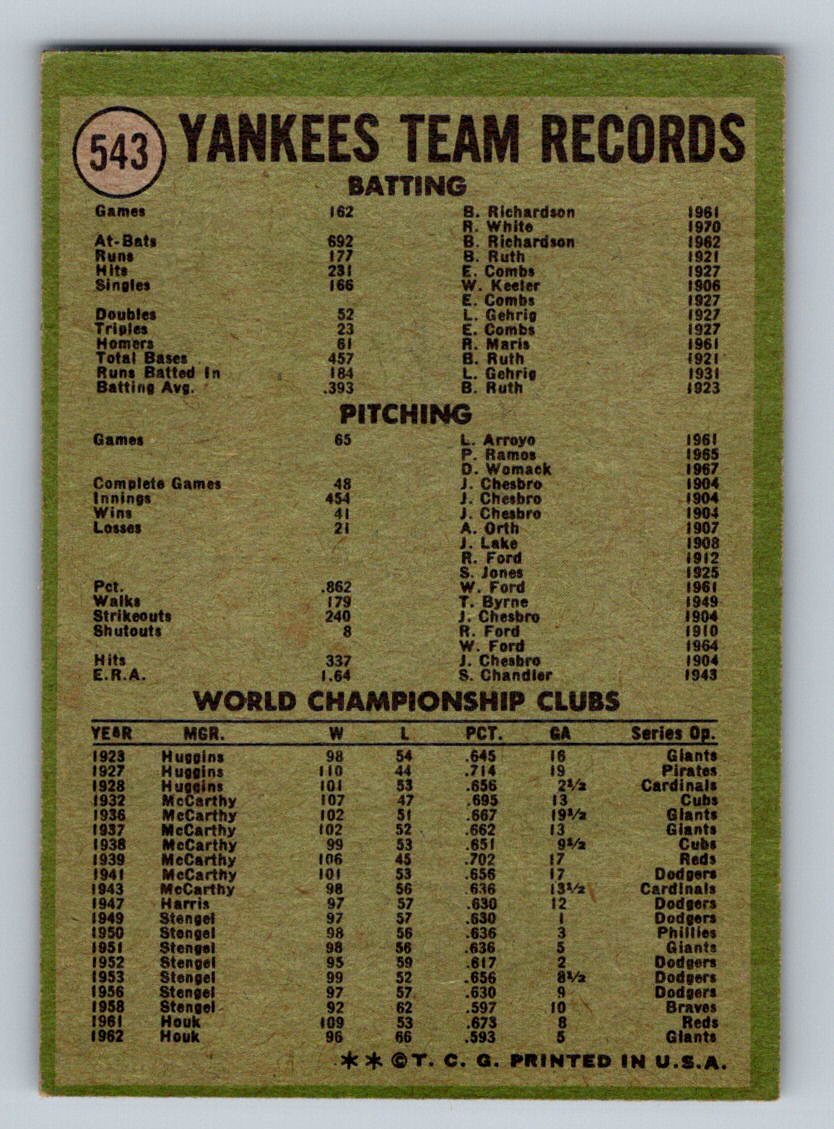 543
YANKEES TEAM RECORDS
BATTING
Games 162 B. Richardson 1961
R. White 1970
At-Bats 692 B. Richardson 1962
Runs 177 B. Ruth 1921
Hits 231 E. Combs 1927
Singles 166 W. Keeler 1906
E. Combs 1927
Doubles 52 L. Gehrig 1927
Triples 23 E. Combs 1927
Homers 61 R. Maris 1961
Total Bases 457 B. Ruth 1921
Runs Batted In 184 L. Gehrig 1931
Batting Avg. .393 B. Ruth 1923
PITCHING
Games 65 L. Arroyo 1961
P. Ramos 1965
D. Womack 1967
Complete Games 48 J. Chesbro 1904
Innings 454 J. Chesbro 1904
Wins 41 J. Chesbro 1904
Losses 21 A. Orth 1907
J. Lake 1908
R. Ford 1912
S. Jones 1925
Pct. .862 W. Ford 1961
Walks 179 T. Byrne 1949
Strikeouts 240 J. Chesbro 1904
Shutouts 8 R. Ford 1910
W. Ford 1964
Hits 337 J. Chesbro 1904
E.R.A. 1.64 S. Chandler 1943
WORLD CHAMPIONSHIP CLUBS
YEAR MGR. W L PCT. GA Series Op.
1923 Huggins 98 54 .645 16 Giants
1927 Huggins 110 44 .714 19 Pirates
1928 Huggins 101 53 .656 2½ Cardinals
1932 McCarthy 107 47 .695 13 Cubs
1936 McCarthy 102 51 .667 19½ Giants
1937 McCarthy 102 52 .662 13 Giants
1938 McCarthy 99 53 .651 9½ Cubs
1939 McCarthy 106 45 .702 17 Reds
1941 McCarthy 101 53 .656 17 Dodgers
1943 McCarthy 98 56 .636 13½ Cardinals
1947 Harris 97 57 .630 12 Dodgers
1949 Stengel 97 57 .630 1 Dodgers
1950 Stengel 98 56 .636 3 Phillies
1951 Stengel 98 56 .636 5 Giants
1952 Stengel 95 59 .617 2 Dodgers
1953 Stengel 99 52 .656 8½ Dodgers
1956 Stengel 97 57 .630 9 Dodgers
1958 Stengel 92 62 .597 10 Braves
1961 Houk 109 53 .673 8 Reds
1962 Houk 96 66 .593 5 Giants
** ©T. C. G. PRINTED IN U.S.A.